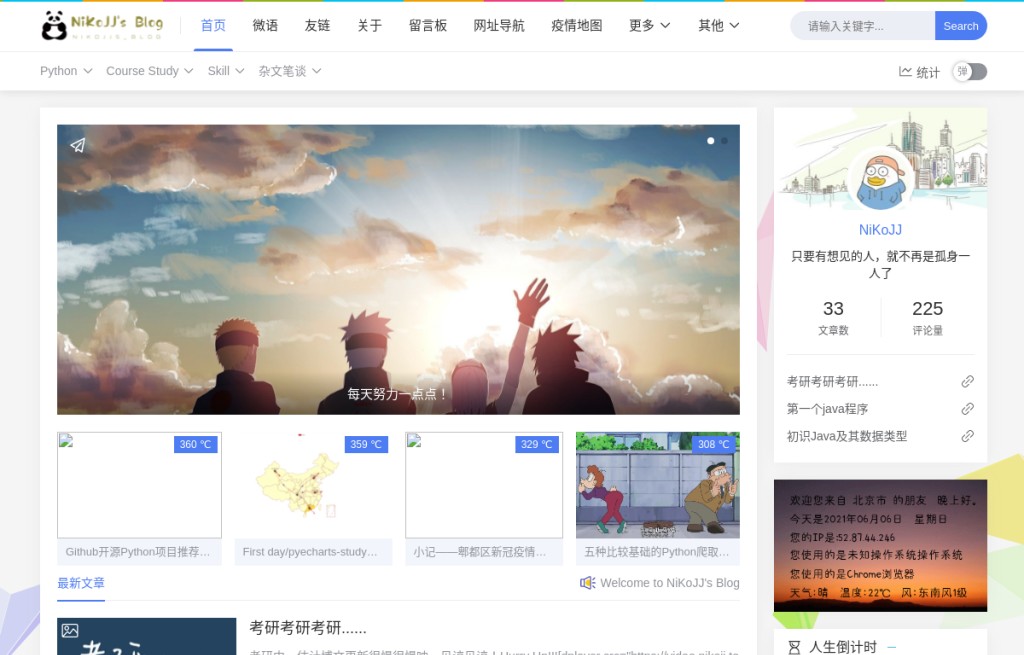 NiKoJJ's Blog
NIKOJJS_BLOG
首页 微语 友链 关于 留言板 网址导航 疫情地图 更多 其他
请输入关键字... Search
Python Course Study Skill 杂文笔谈
统计 弹
每天努力一点点！
360 ℃
359 ℃
329 ℃
308 ℃
Github开源Python项目推荐...
First day/pyecharts-study...
小记——郫都区新冠疫情...
五种比较基础的Python爬取...
最新文章
Welcome to NiKoJJ's Blog
考研考研考研......
NiKoJJ
只要有想见的人，就不再是孤身一
人了
33 225
文章数 评论量
考研考研考研......
第一个java程序
初识Java及其数据类型
欢迎您来自 北京市 的朋友 晚上好。
今天是2021年06月06日 星期日
您的IP是:52.87.44.246
您使用的是未知操作系统操作系统
您使用的是Chrome浏览器
天气:晴 温度:22℃ 风:东南风1级
人生倒计时